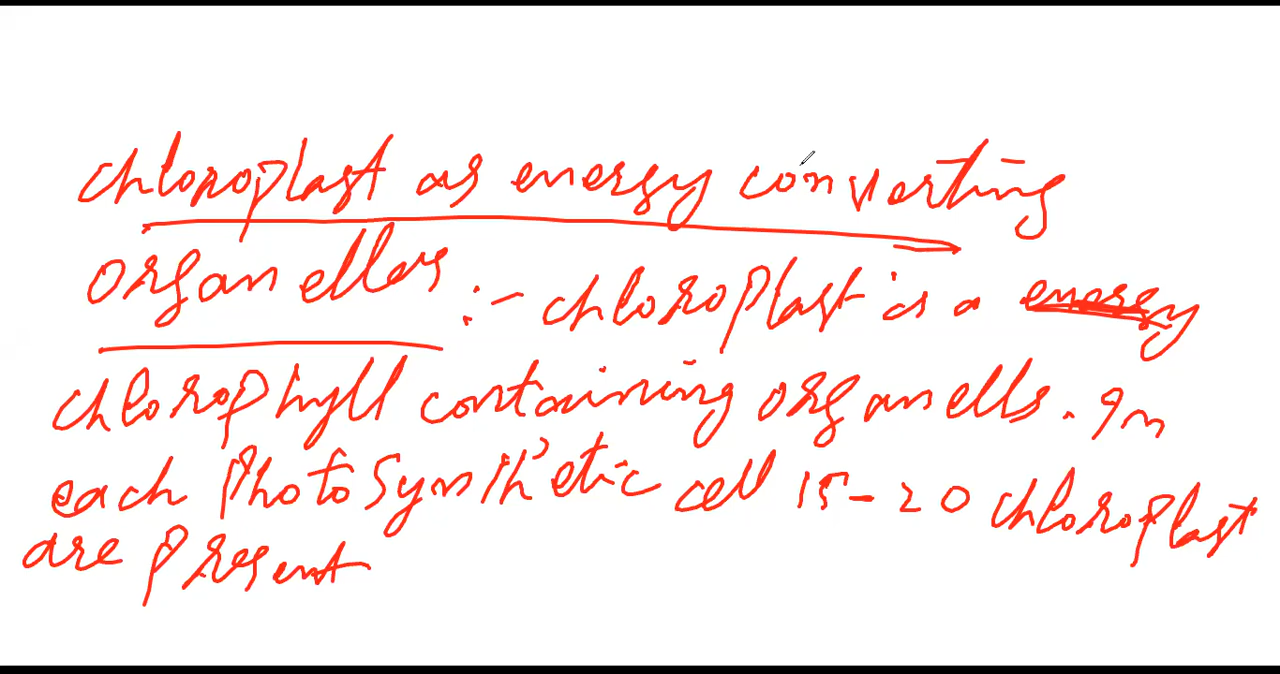 chloroplast as energy converting
organelles :- chloroplast is a energy
chlorophyll containing organells. In
each Photosynthetic cell 15-20 chloroplast
are present